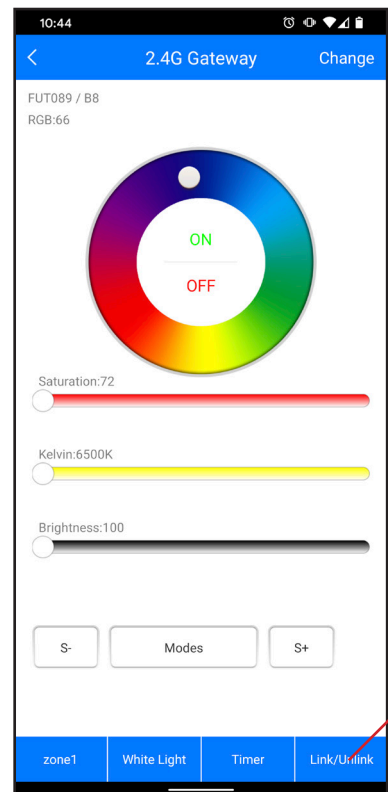 10:44
2.4G Gateway Change
FUT089 / B8
RGB:66
ON
OFF
Saturation:72
Kelvin:6500K
Brightness:100
S- Modes S+
zone1 White Light Timer Link/Unlink